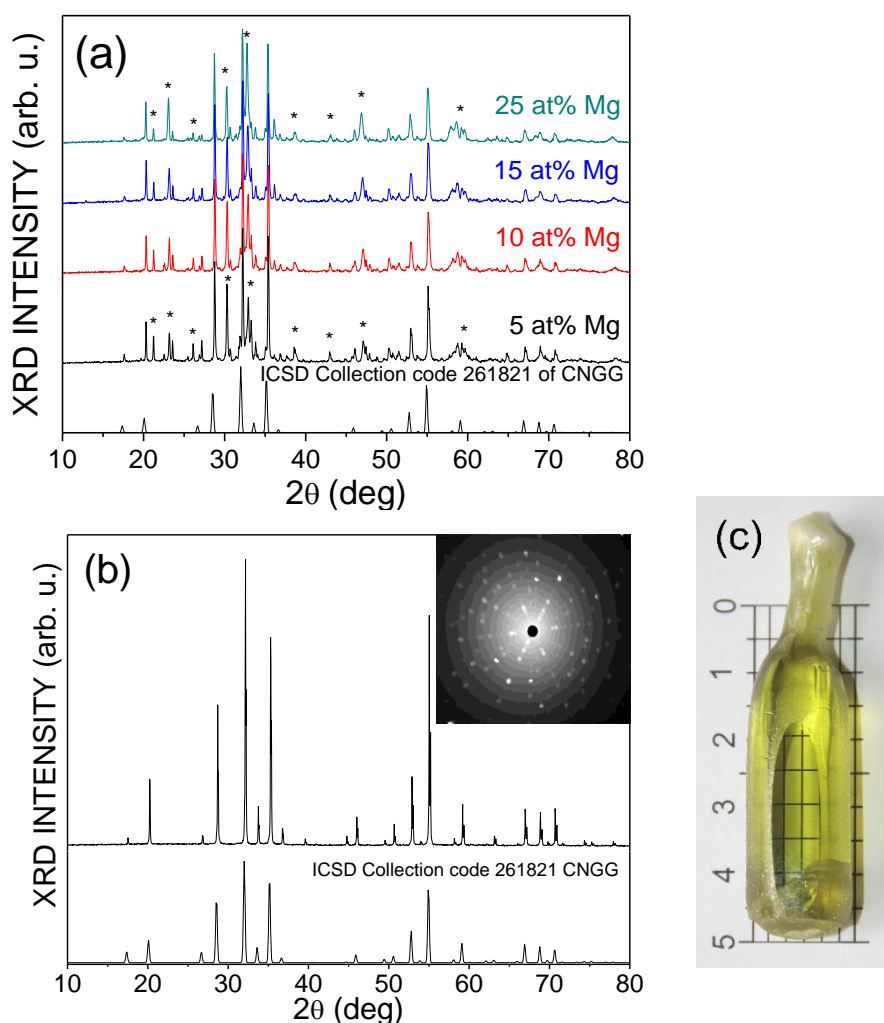 (a)
XRD INTENSITY (arb. u.)
* * * * * * * * *
25 at% Mg
15 at% Mg
10 at% Mg
* * * * * * * * *
5 at% Mg
ICSD Collection code 261821 of CNGG
10 20 30 40 50 60 70 80
2θ (deg)
(b)
XRD INTENSITY (arb. u.)
ICSD Collection code 261821 CNGG
10 20 30 40 50 60 70 80
2θ (deg)
(c)
0
1
2
3
4
5